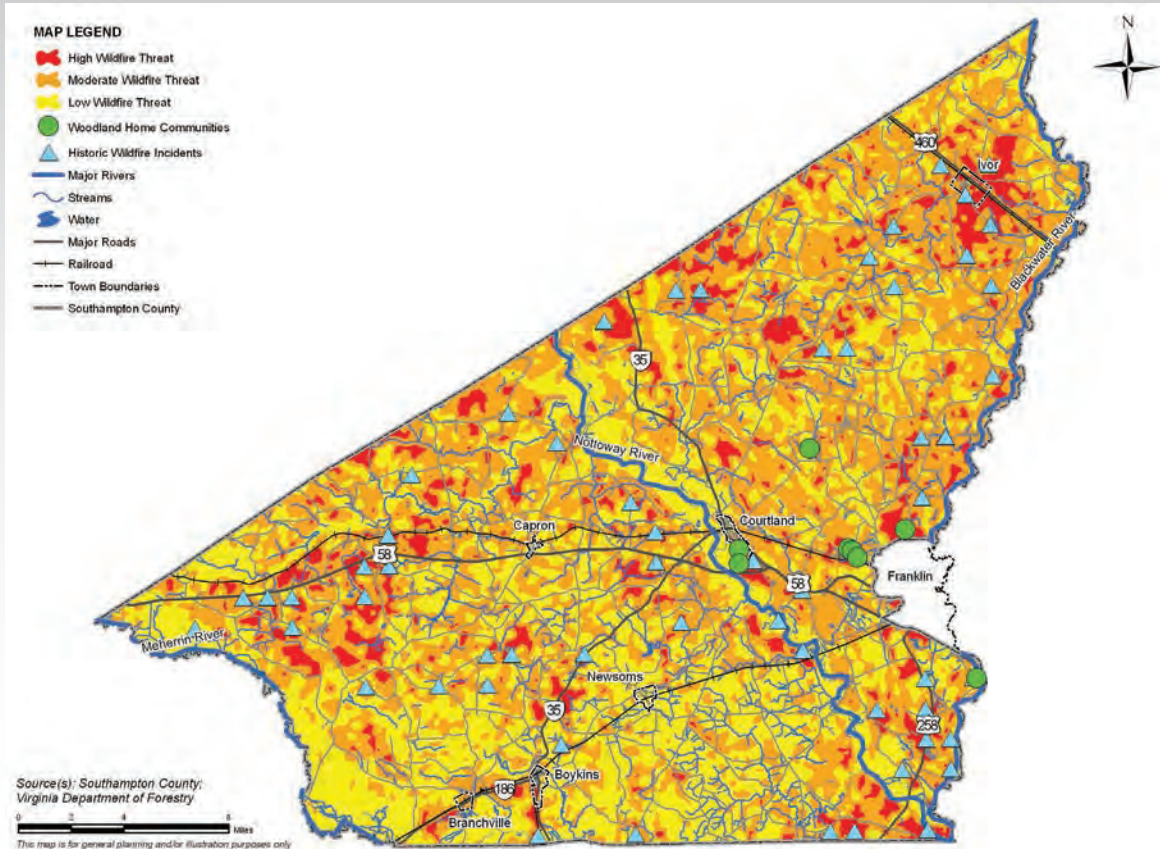 MAP LEGEND
High Wildfire Threat
Moderate Wildfire Threat
Low Wildfire Threat
Woodland Home Communities
Historic Wildfire Incidents
Major Rivers
Streams
Water
Major Roads
Railroad
Town Boundaries
Southampton County
N
460
Ivor
Blackwater River
35
Nottoway River
Courtland
Capron
58
58
Franklin
Meherrin River
Newsoms
35
258
Boykins
186
Branchville
Source(s): Southampton County;
Virginia Department of Forestry
0 4 8
Miles
This map is for general planning and/or illustration purposes only